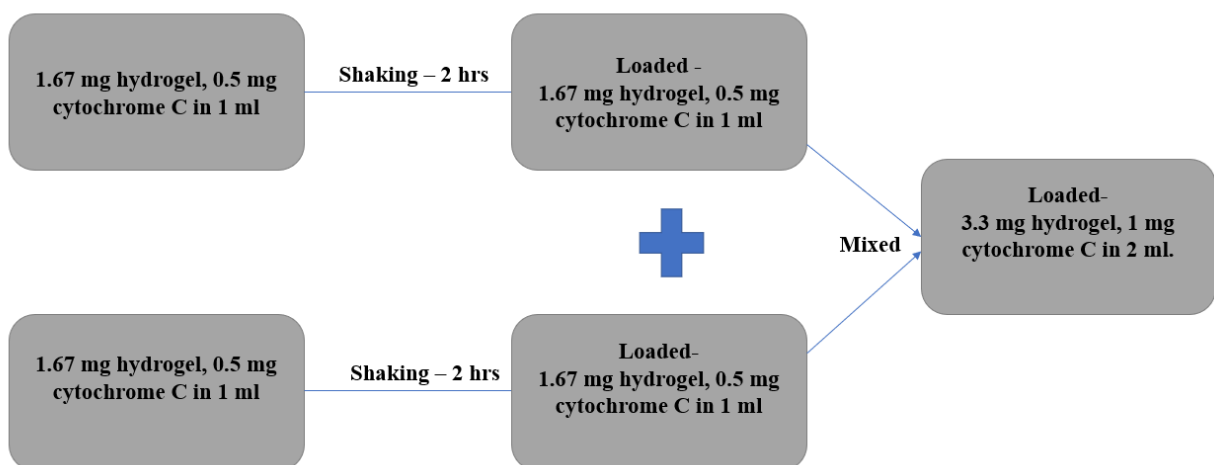 1.67 mg hydrogel, 0.5 mg
cytochrome C in 1 ml
Shaking – 2 hrs
Loaded -
1.67 mg hydrogel, 0.5 mg
cytochrome C in 1 ml
Mixed
Loaded-
3.3 mg hydrogel, 1 mg
cytochrome C in 2 ml.
1.67 mg hydrogel, 0.5 mg
cytochrome C in 1 ml
Shaking – 2 hrs
Loaded-
1.67 mg hydrogel, 0.5 mg
cytochrome C in 1 ml